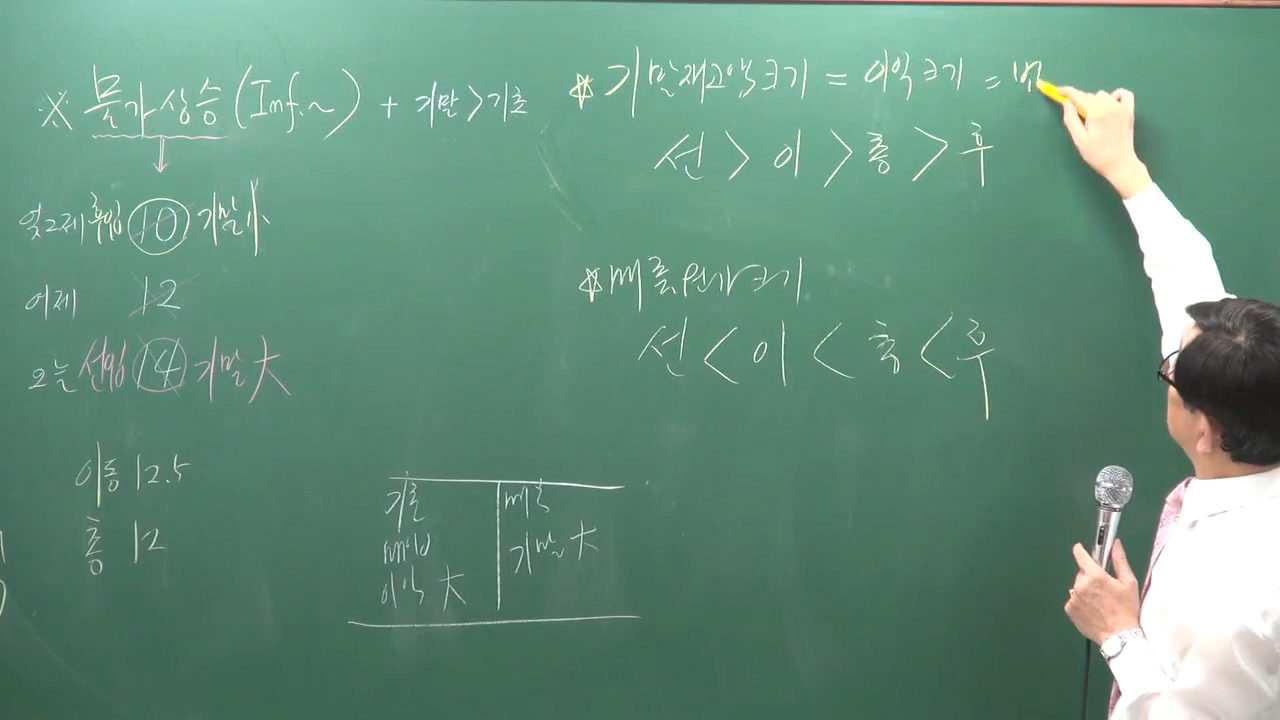 ※ 물가상승(Inf.~) + 기말>기초
엊그제 후입 10 기말小
어제 12
오늘 선입 14 기말大
이동 12.5
총 12
기초 매출
매입 기말大
이익大
☆ 기말재고액크기 = 이익크기 = 
선 > 이 > 총 > 후
☆ 매출원가크기
선 < 이 < 총 < 후